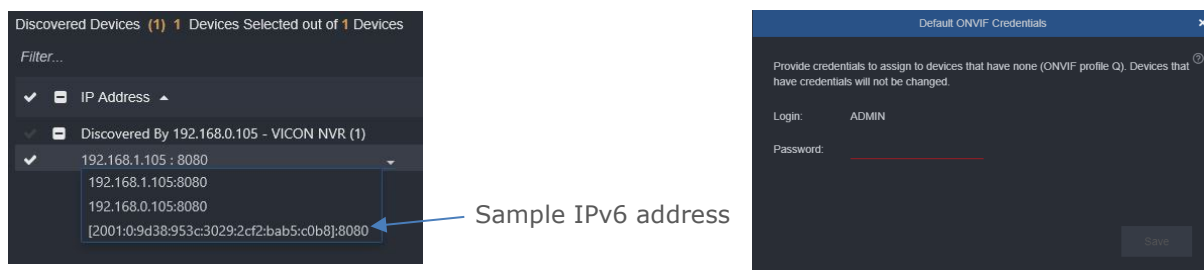 Discovered Devices (1) 1 Devices Selected out of 1 Devices
Filter...
IP Address
Discovered By 192.168.0.105 - VICON NVR (1)
192.168.1.105 : 8080
192.168.1.105:8080
192.168.0.105:8080
[2001:0:9d38:953c:3029:2cf2:bab5:c0b8]:8080
Sample IPv6 address
Default ONVIF Credentials
Provide credentials to assign to devices that have none (ONVIF profile Q). Devices that
have credentials will not be changed.
Login: ADMIN
Password:
Save